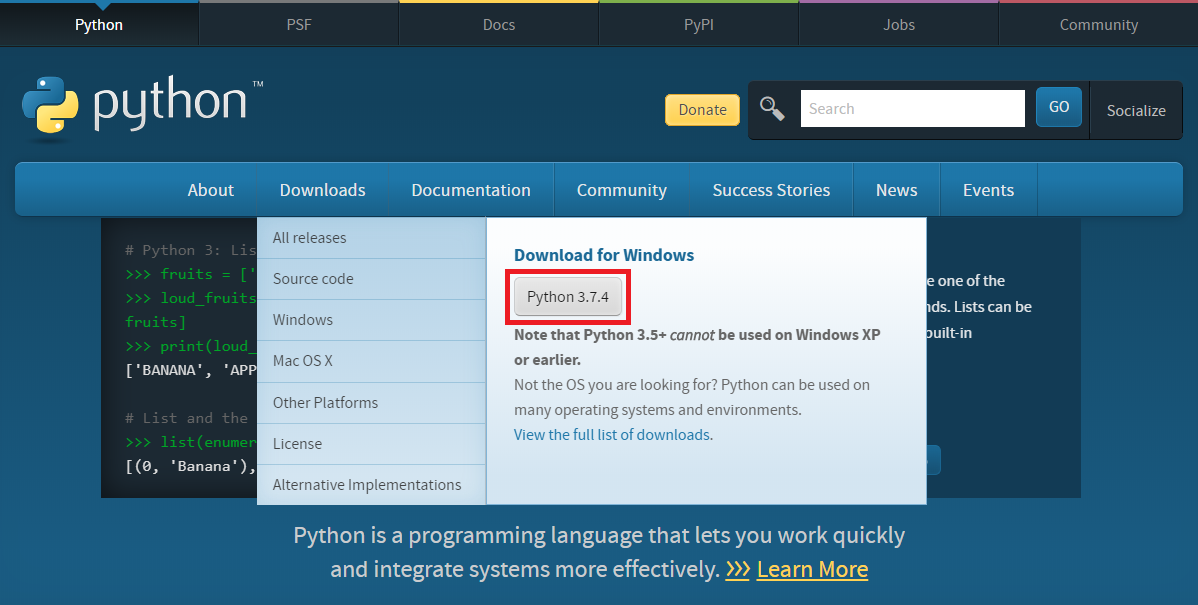 Python
PSF
Docs
PyPI
Jobs
Community
python™
Donate
Search
GO
Socialize
About
Downloads
Documentation
Community
Success Stories
News
Events
# Python 3: Lis
>>> fruits = ['
>>> loud_fruits
fruits]
>>> print(loud_
['BANANA', 'APP
# List and the
>>> list(enumer
[(0, 'Banana'),
All releases
Source code
Windows
Mac OS X
Other Platforms
License
Alternative Implementations
Download for Windows
Python 3.7.4
Note that Python 3.5+ cannot be used on Windows XP
or earlier.
Not the OS you are looking for? Python can be used on
many operating systems and environments.
View the full list of downloads.
e one of the
nds. Lists can be
built-in
Python is a programming language that lets you work quickly
and integrate systems more effectively. >>> Learn More